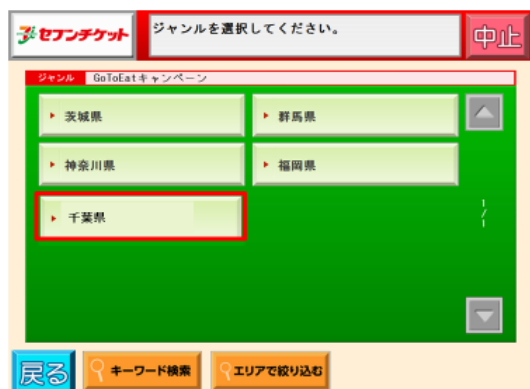 セブンチケット
ジャンルを選択してください。
中止
ジャンル GoToEatキャンペーン
茨城県
群馬県
神奈川県
福岡県
千葉県
1/1
戻る
キーワード検索
エリアで絞り込む